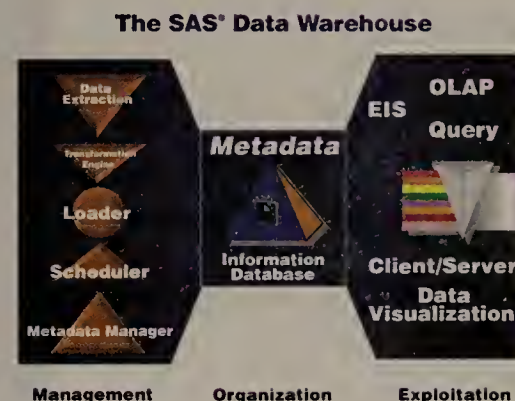 The SAS® Data Warehouse
Data
Extraction
Transformation
Engine
Loader
Scheduler
Metadata Manager
Metadata
Information
Database
EIS
OLAP
Query
Client/Server
Data
Visualization
Management
Organization
Exploitation